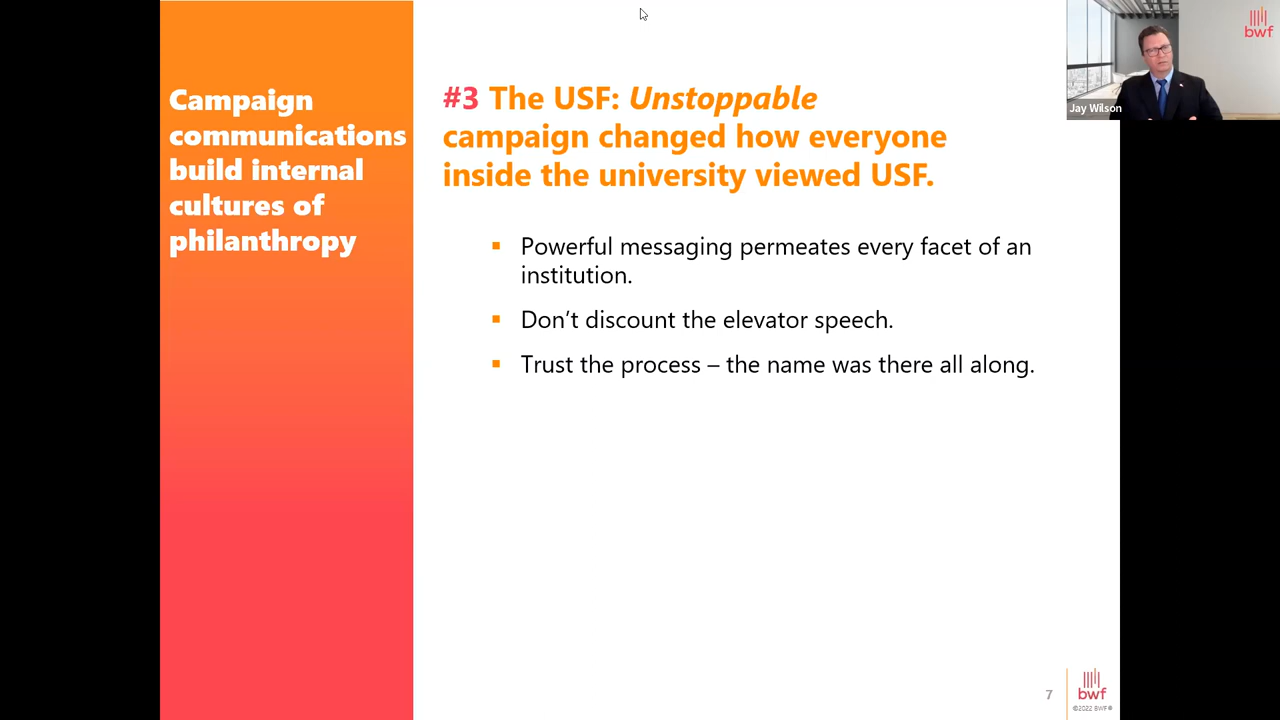 Campaign
communications
build internal
cultures of
philanthropy
#3 The USF: Unstoppable
campaign changed how everyone
inside the university viewed USF.
▪ Powerful messaging permeates every facet of an
institution.
▪ Don’t discount the elevator speech.
▪ Trust the process – the name was there all along.
bwf
Jay Wilson
7
bwf
©2022 BWF®